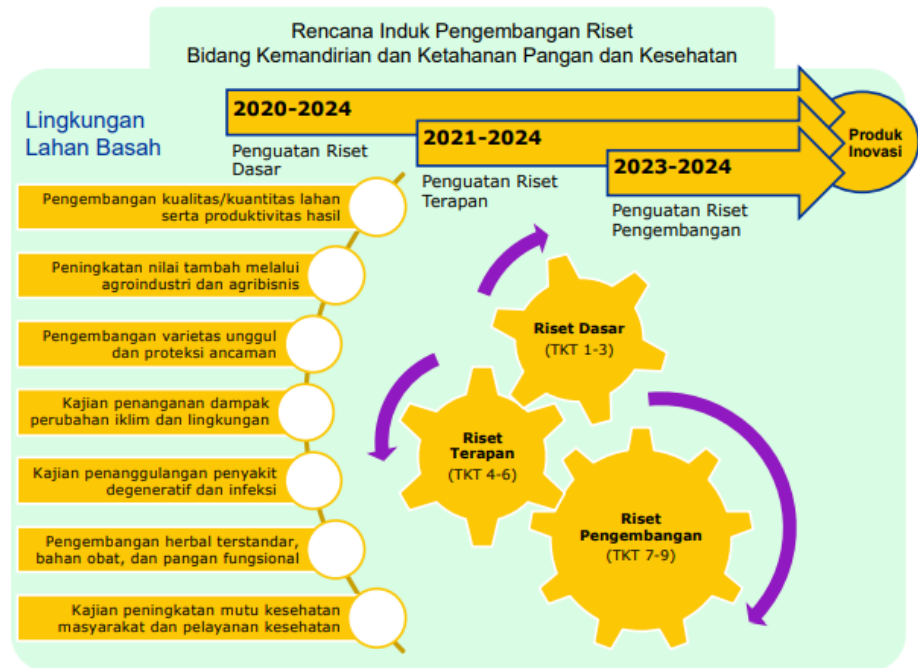 Rencana Induk Pengembangan Riset
Bidang Kemandirian dan Ketahanan Pangan dan Kesehatan
Lingkungan
Lahan Basah
2020-2024
Penguatan Riset
Dasar
2021-2024
Penguatan Riset
Terapan
2023-2024
Penguatan Riset
Pengembangan
Produk
Inovasi
Pengembangan kualitas/kuantitas lahan
serta produktivitas hasil
Peningkatan nilai tambah melalui
agroindustri dan agribisnis
Pengembangan varietas unggul
dan proteksi ancaman
Kajian penanganan dampak
perubahan iklim dan lingkungan
Kajian penanggulangan penyakit
degeneratif dan infeksi
Pengembangan herbal terstandar,
bahan obat, dan pangan fungsional
Kajian peningkatan mutu kesehatan
masyarakat dan pelayanan kesehatan
Riset Dasar
(TKT 1-3)
Riset
Terapan
(TKT 4-6)
Riset
Pengembangan
(TKT 7-9)